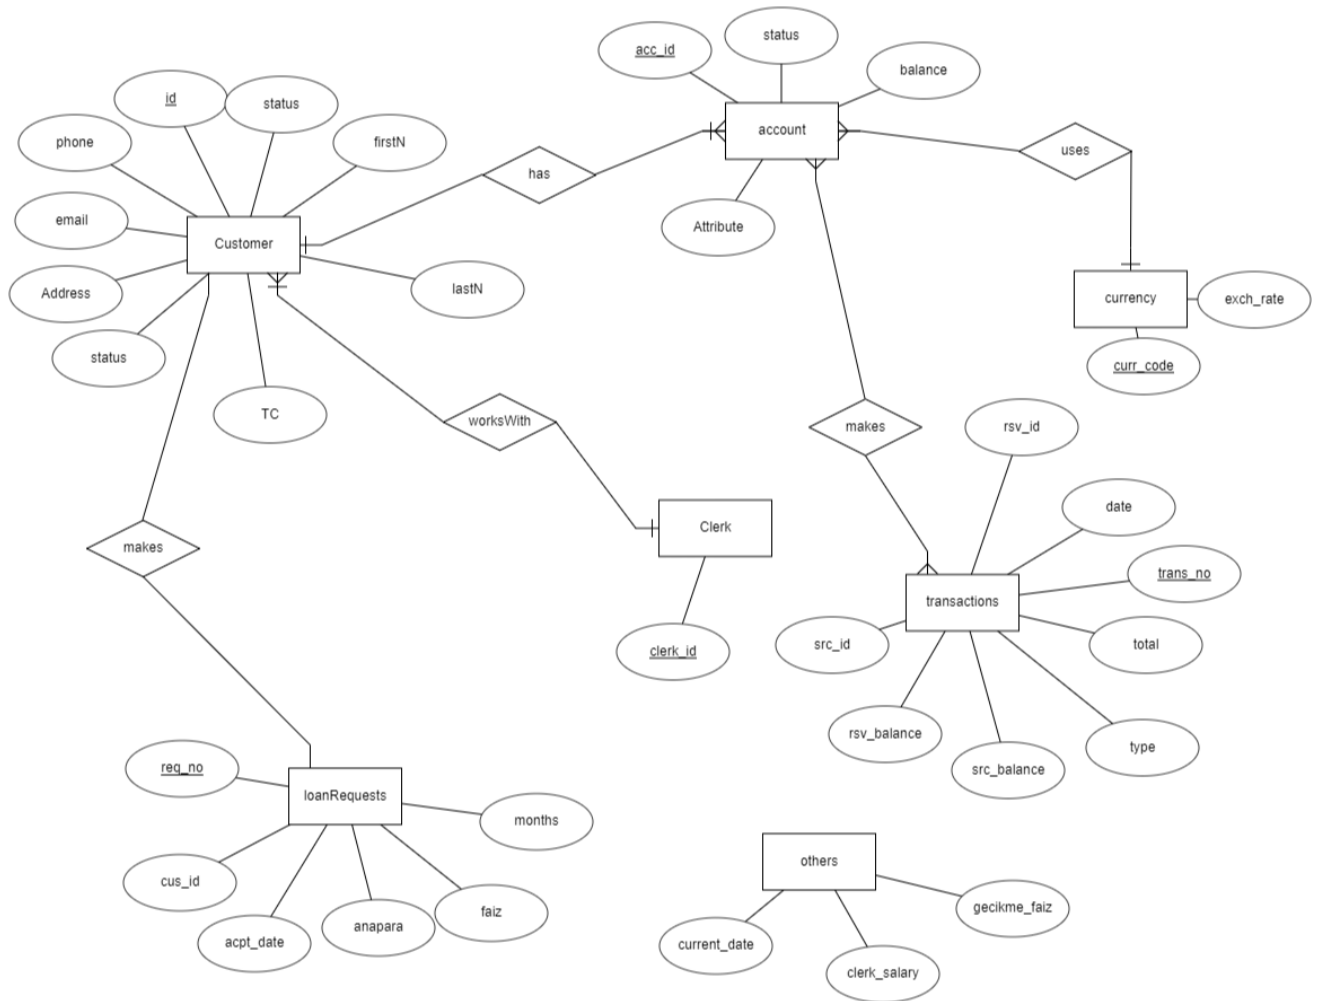 acc_id
status
balance
account
Attribute
uses
currency
exch_rate
curr_code
id
status
phone
firstN
email
Customer
has
Address
lastN
status
TC
worksWith
Clerk
clerk_id
makes
makes
rsv_id
date
trans_no
transactions
src_id
total
rsv_balance
src_balance
type
req_no
loanRequests
months
cus_id
acpt_date
anapara
faiz
others
gecikme_faiz
current_date
clerk_salary